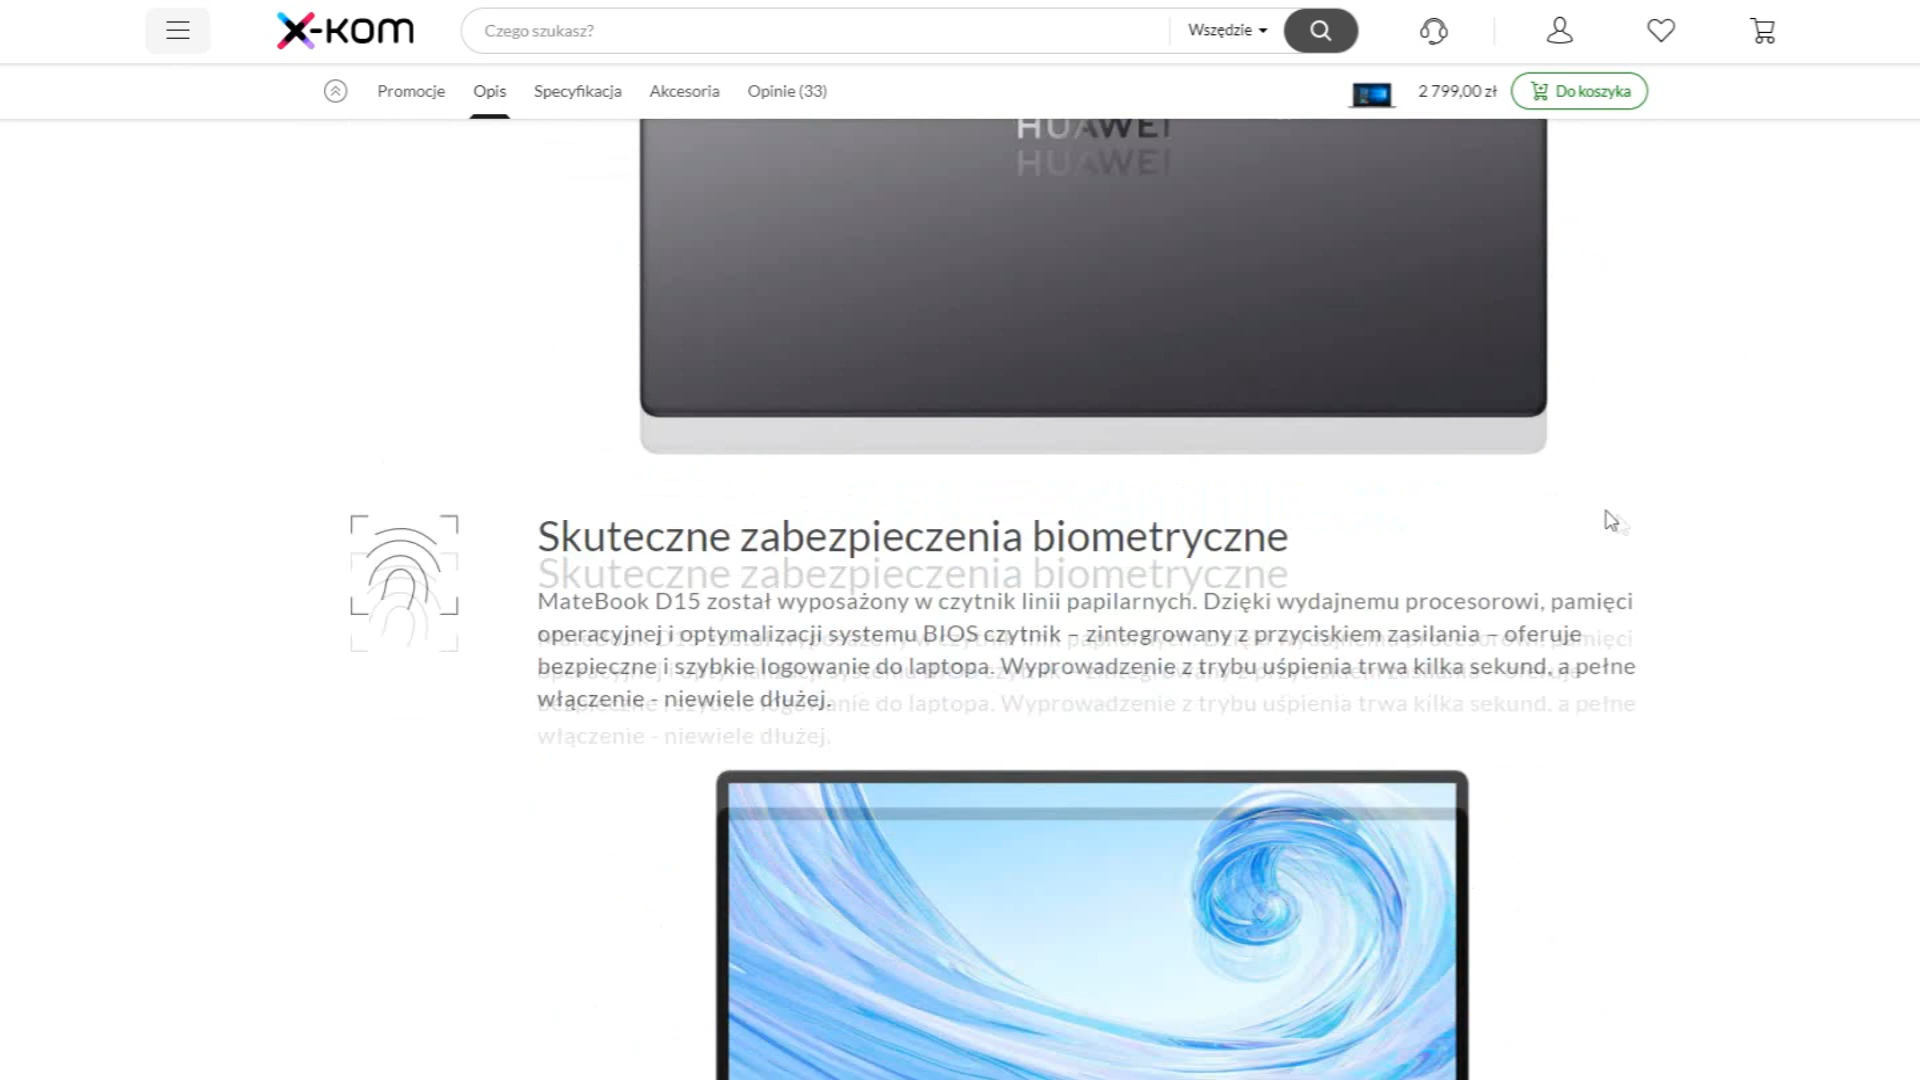 x-kom
Czego szukasz?
Wszędzie
Promocje
Opis
Specyfikacja
Akcesoria
Opinie (33)
2 799,00 zł
Do koszyka
HUAWEI
Skuteczne zabezpieczenia biometryczne
MateBook D15 został wyposażony w czytnik linii papilarnych. Dzięki wydajnemu procesorowi, pamięci
operacyjnej i optymalizacji systemu BIOS czytnik – zintegrowany z przyciskiem zasilania – oferuje
bezpieczne i szybkie logowanie do laptopa. Wyprowadzenie z trybu uśpienia trwa kilka sekund, a pełne
włączenie - niewiele dłużej.